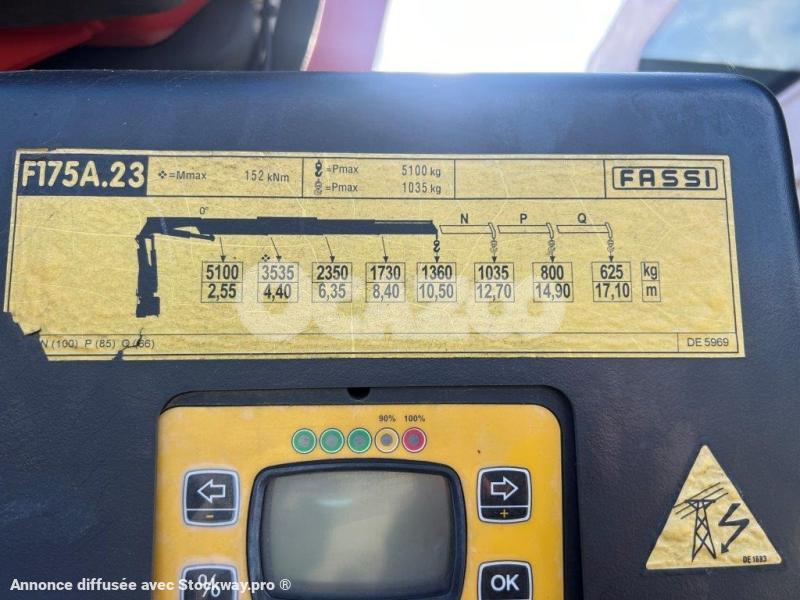 F175A.23
❖=Mmax 152 kNm
=Pmax 5100 kg
=Pmax 1035 kg
FASSI
0°
N P Q
❖
5100 3535 2350 1730 1360 1035 800 625 kg
2,55 4,40 6,35 8,40 10,50 12,70 14,90 17,10 m
OCAZOO
N (100) P (85) Q (66)
DE 5969
90% 100%
-
+
%
OK
DE 1693
Annonce diffusée avec Stockway.pro ®